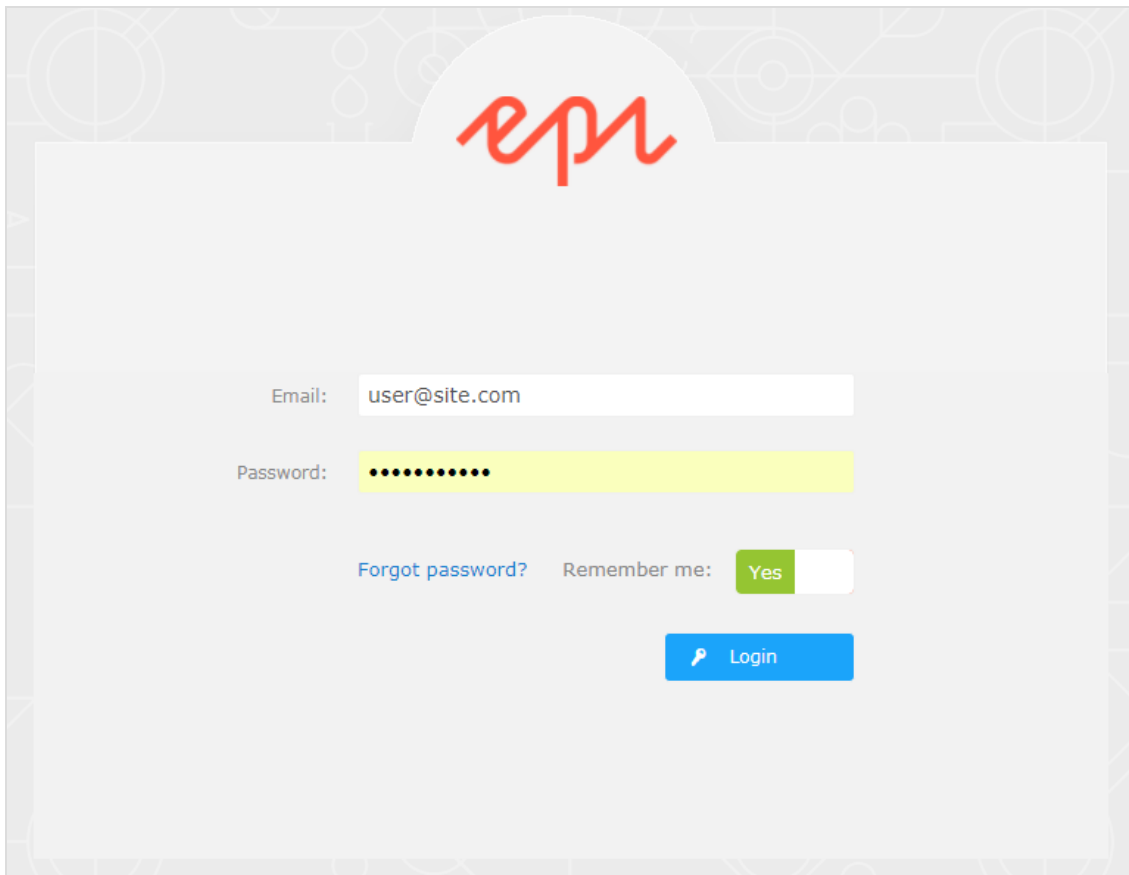 epi
Email: user@site.com
Password: •••••••••••
Forgot password? Remember me: Yes
Login